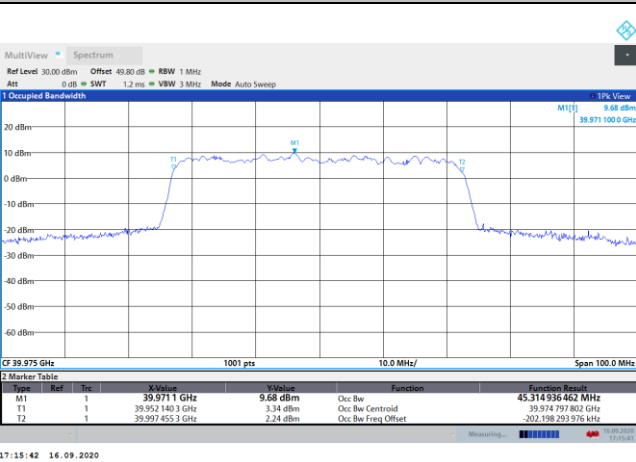 MultiView Spectrum
Ref Level 30.00 dBm Offset 49.80 dB RBW 1 MHz
Att 0 dB SWT 1.2 ms VBW 3 MHz Mode Auto Sweep
1 Occupied Bandwidth 1Pk View
M1[1] 9.68 dBm
39.971 100 0 GHz
20 dBm
M1
10 dBm
T1 T2
0 dBm
-10 dBm
-20 dBm
-30 dBm
-40 dBm
-50 dBm
-60 dBm
CF 39.975 GHz 1001 pts 10.0 MHz/ Span 100.0 MHz
2 Marker Table
Type Ref Trc X-Value Y-Value Function Function Result
M1 1 39.971 1 GHz 9.68 dBm Occ Bw 45.314 936 462 MHz
T1 1 39.952 140 3 GHz 3.34 dBm Occ Bw Centroid 39.974 797 802 GHz
T2 1 39.997 455 3 GHz 2.24 dBm Occ Bw Freq Offset -202.198 293 976 kHz
Measuring... 16.09.2020
17:15:43
17:15:42 16.09.2020